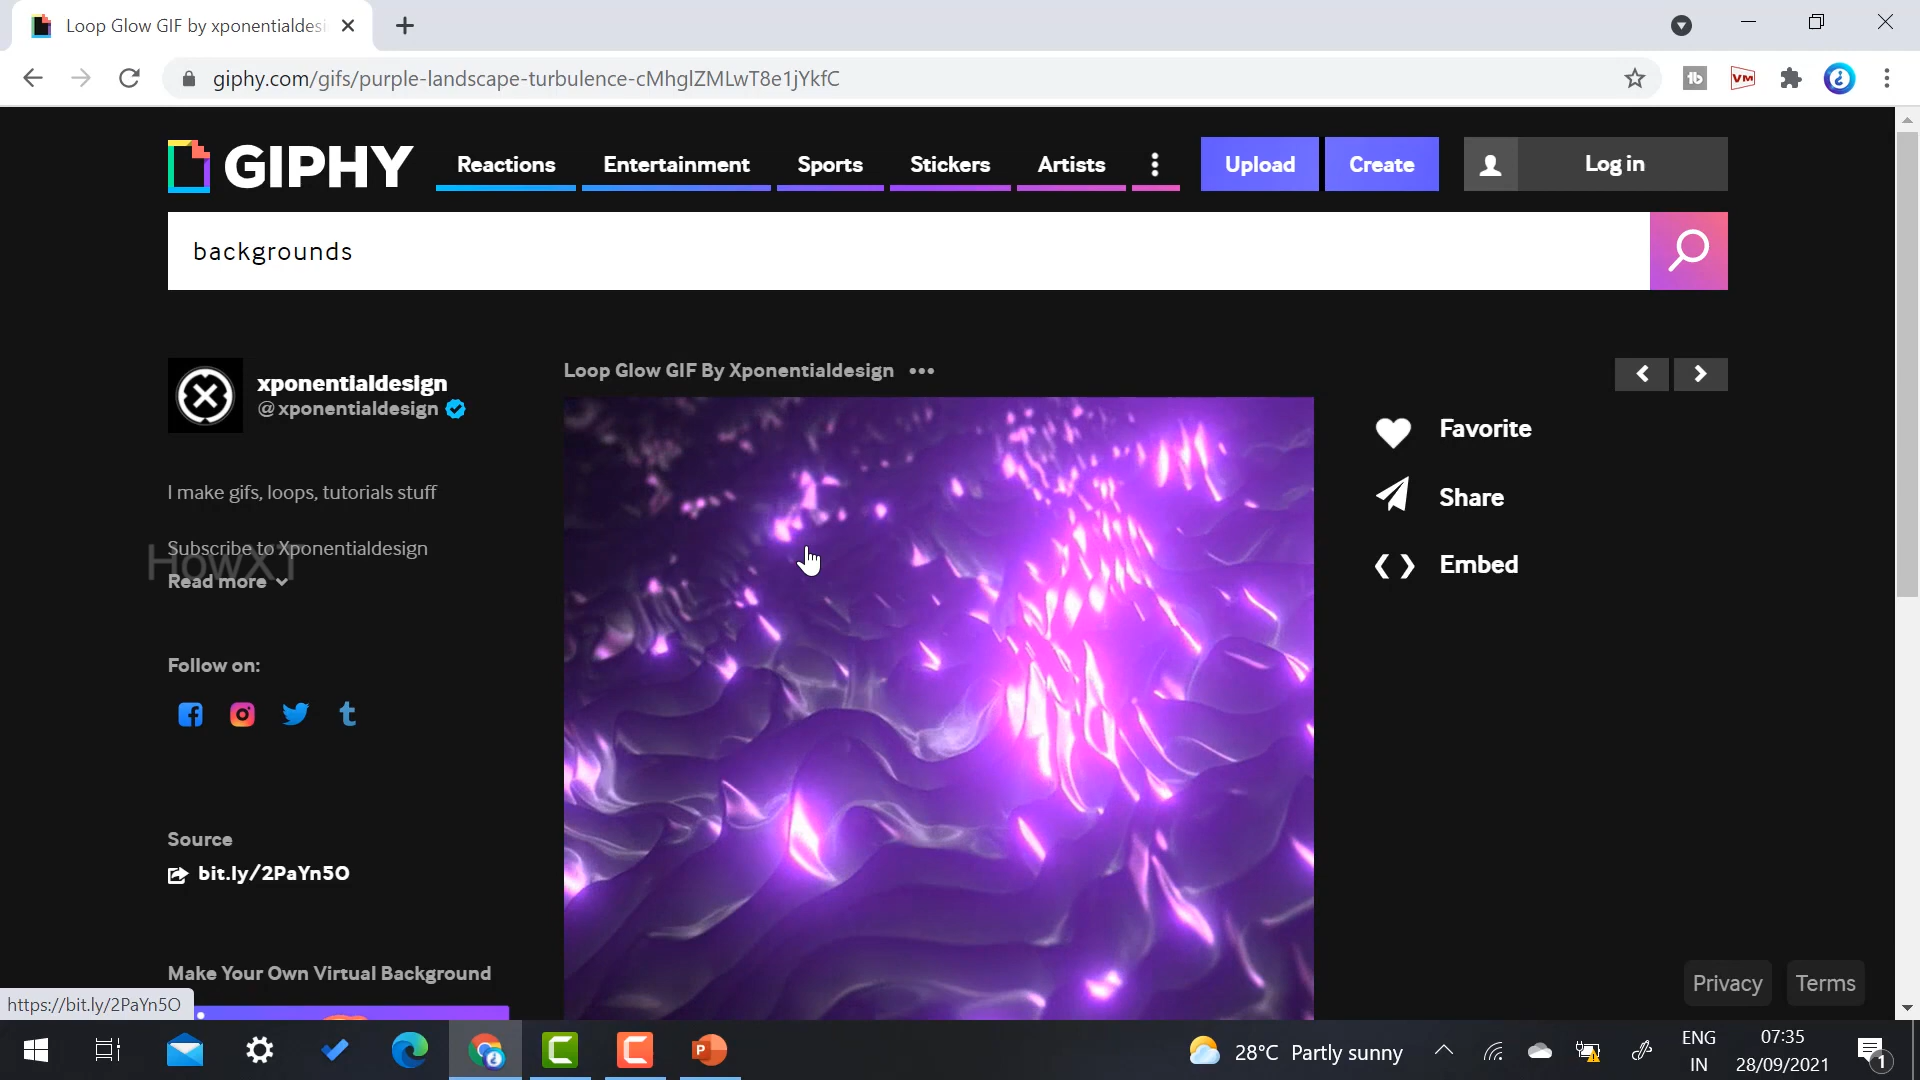 Loop Glow GIF by xponentialdesi
giphy.com/gifs/purple-landscape-turbulence-cMhglZMLwT8e1jYkfC
GIPHY
Reactions
Entertainment
Sports
Stickers
Artists
Upload
Create
Log in
backgrounds
xponentialdesign
@xponentialdesign
I make gifs, loops, tutorials stuff
Subscribe to Xponentialdesign
HowXT
Read more
Follow on:
Source
bit.ly/2PaYn5O
Make Your Own Virtual Background
Loop Glow GIF By Xponentialdesign
Favorite
Share
Embed
Privacy
Terms
https://bit.ly/2PaYn5O
28°C Partly sunny
ENG
IN
07:35
28/09/2021
1